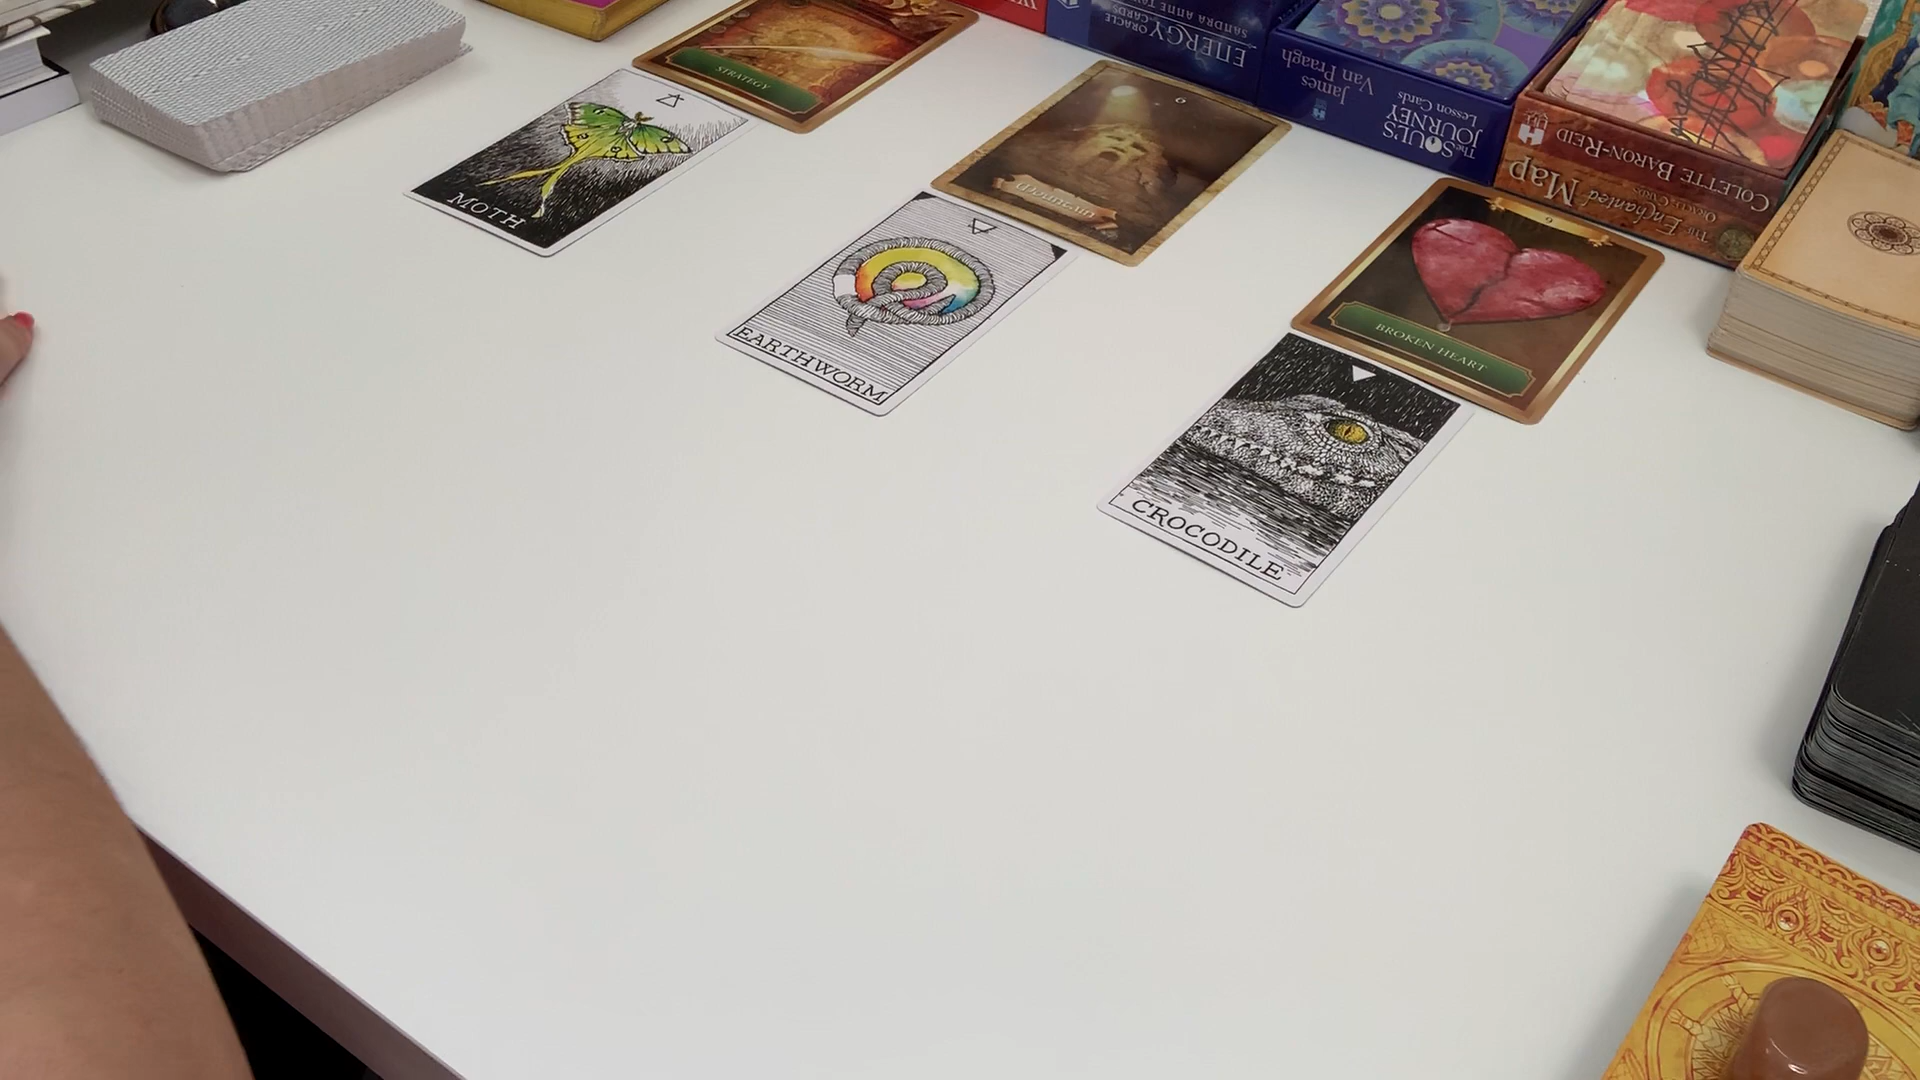 STRATEGY
MOTH
EARTHWORM
BROKEN HEART
CROCODILE
ENERGY
ORACLE CARDS
SANDRA ANNE
James
Van Praagh
The
SOUL'S
JOURNEY
Lesson Cards
COLETTE BARON-REID
THE Enchanted Map
ORACLE CARDS
6